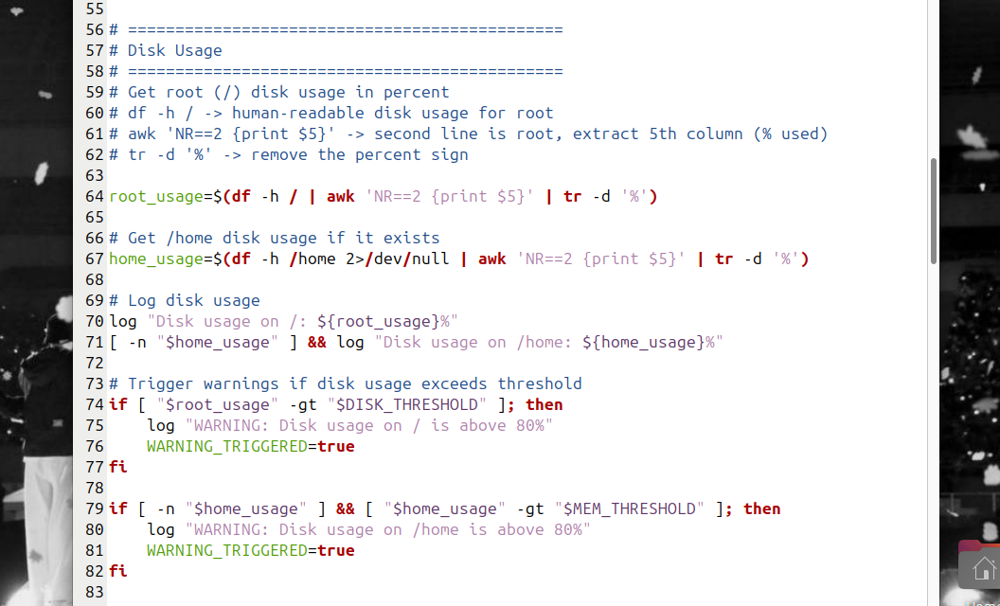 55
56 # ==============================================
57 # Disk Usage
58 # ==============================================
59 # Get root (/) disk usage in percent
60 # df -h / -> human-readable disk usage for root
61 # awk 'NR==2 {print $5}' -> second line is root, extract 5th column (% used)
62 # tr -d '%' -> remove the percent sign
63
64 root_usage=$(df -h / | awk 'NR==2 {print $5}' | tr -d '%')
65
66 # Get /home disk usage if it exists
67 home_usage=$(df -h /home 2>/dev/null | awk 'NR==2 {print $5}' | tr -d '%')
68
69 # Log disk usage
70 log "Disk usage on /: ${root_usage}%"
71 [ -n "$home_usage" ] && log "Disk usage on /home: ${home_usage}%"
72
73 # Trigger warnings if disk usage exceeds threshold
74 if [ "$root_usage" -gt "$DISK_THRESHOLD" ]; then
75     log "WARNING: Disk usage on / is above 80%"
76     WARNING_TRIGGERED=true
77 fi
78
79 if [ -n "$home_usage" ] && [ "$home_usage" -gt "$MEM_THRESHOLD" ]; then
80     log "WARNING: Disk usage on /home is above 80%"
81     WARNING_TRIGGERED=true
82 fi
83